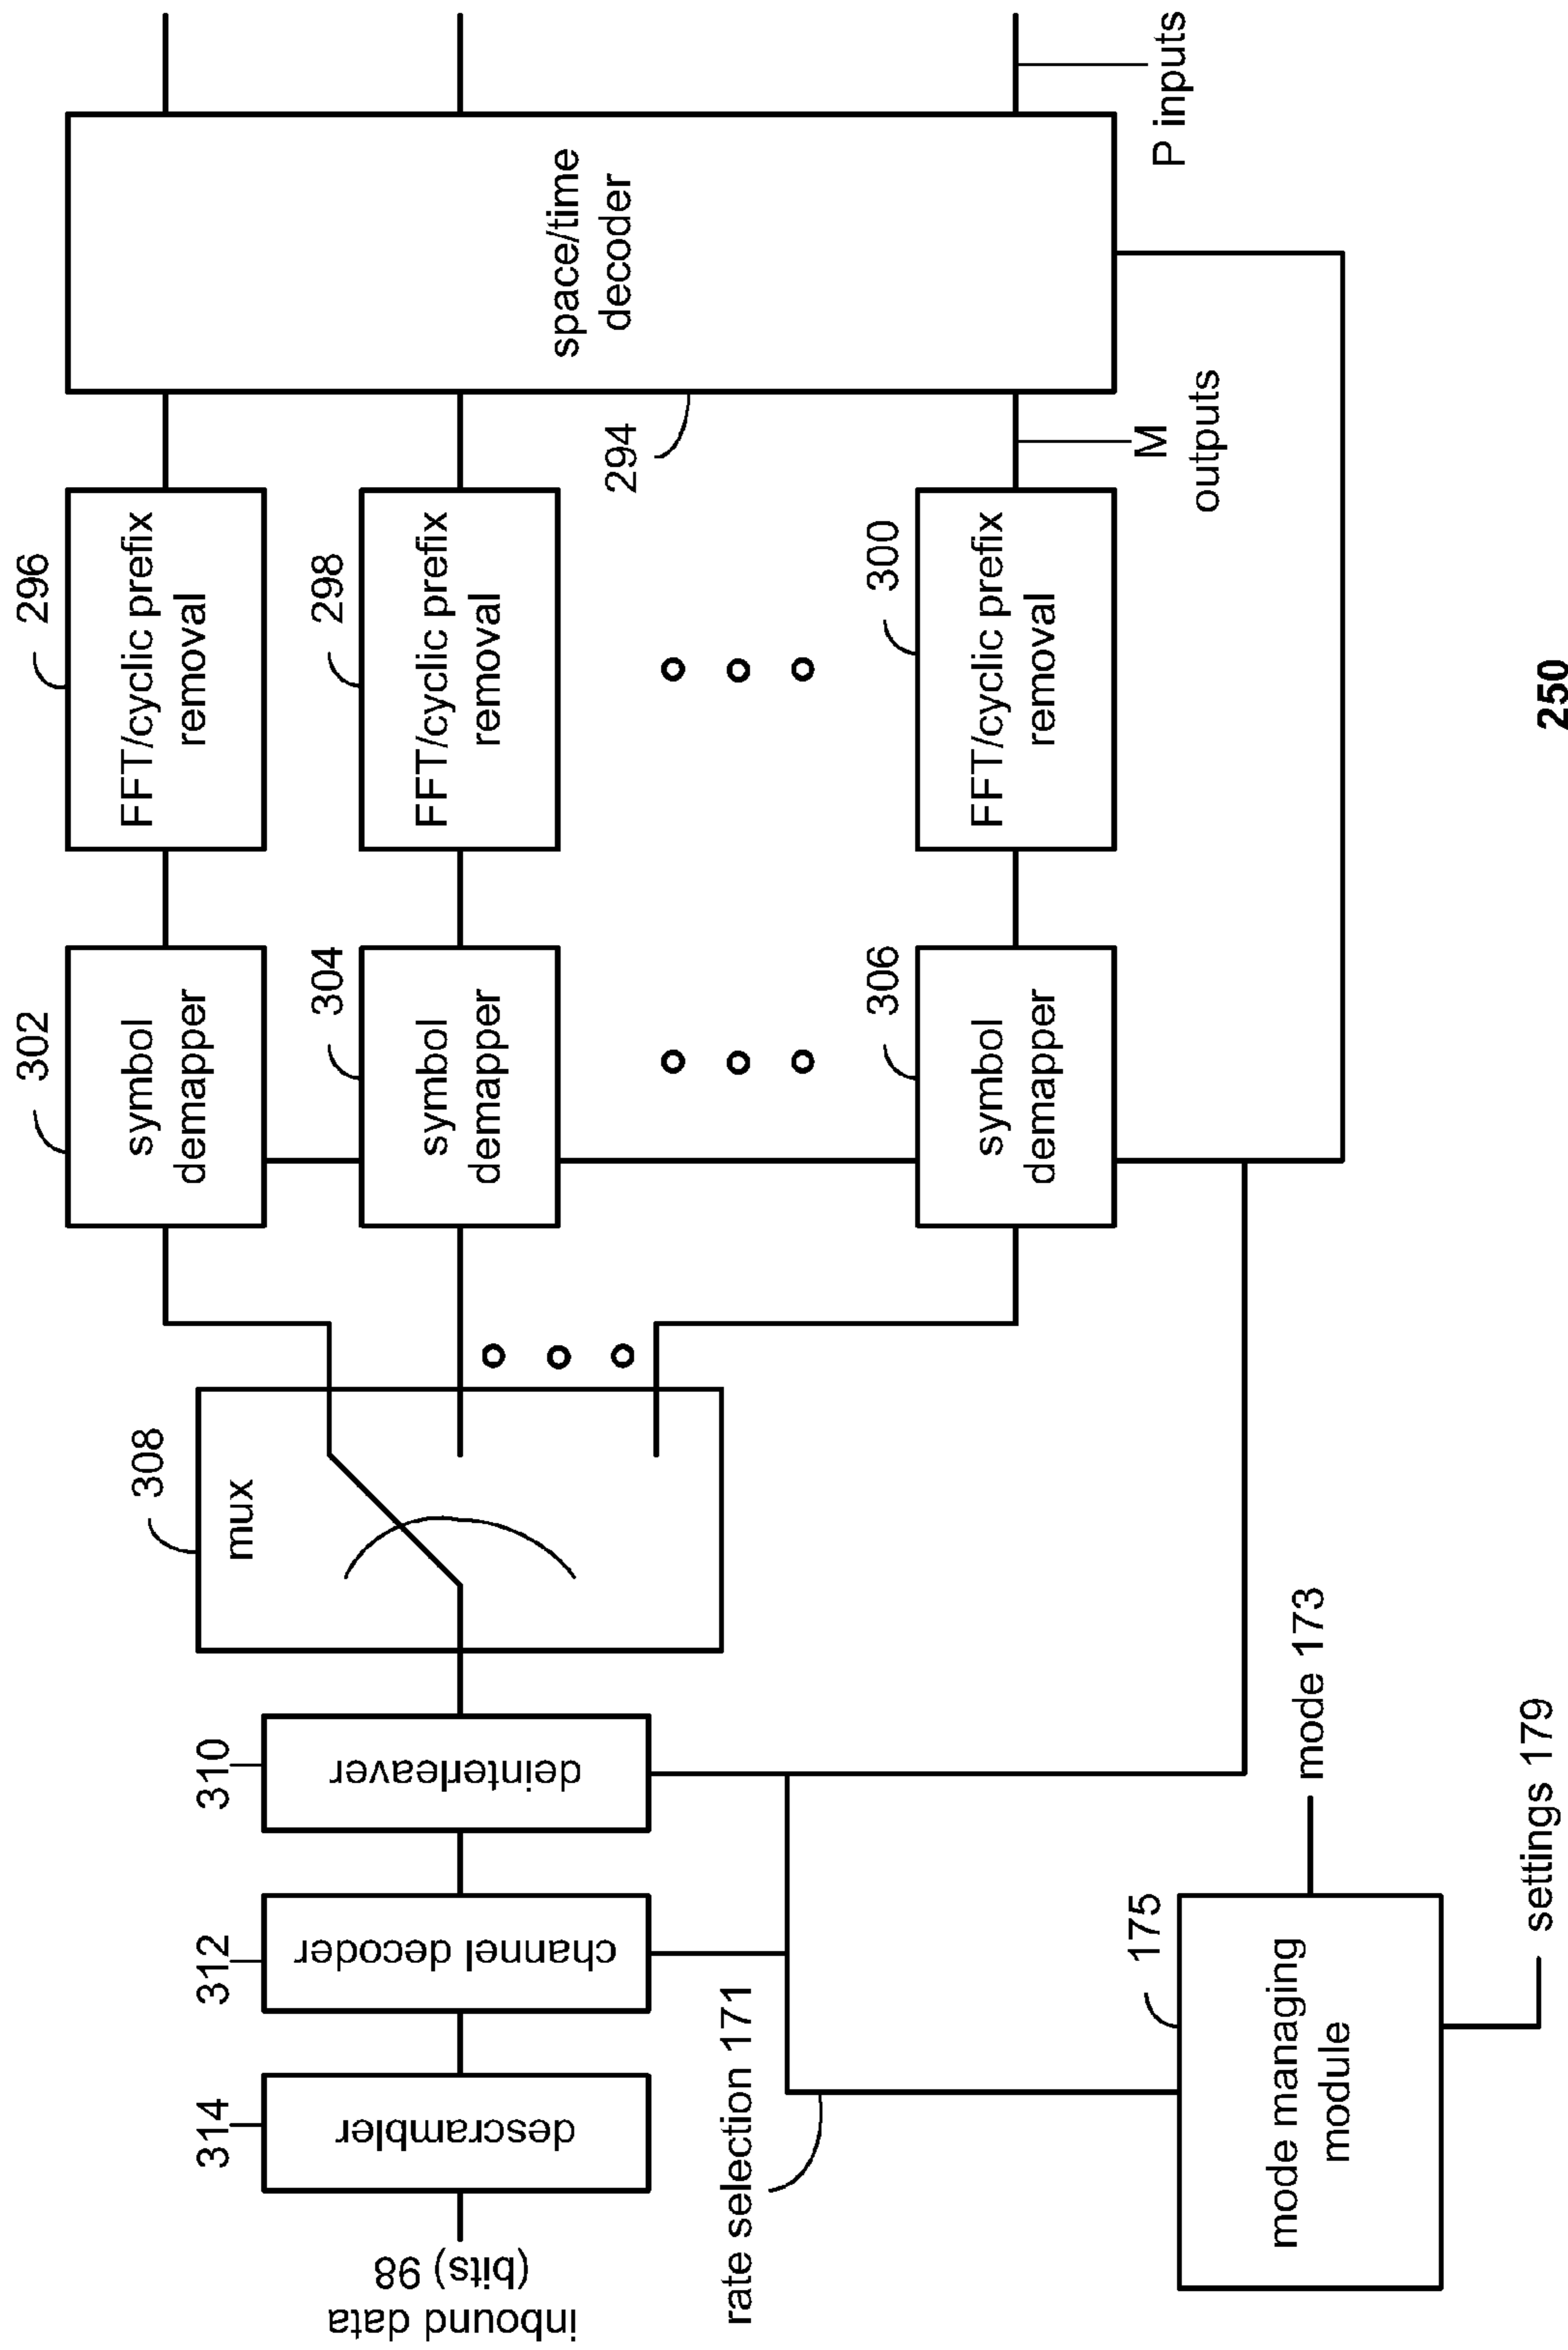 296
FFT/cyclic prefix
removal
302
symbol
demapper
308
mux
310
deinterleaver
312
channel decoder
314
descrambler
inbound data
(bits) 98
298
FFT/cyclic prefix
removal
304
symbol
demapper
space/time
decoder
294
300
FFT/cyclic prefix
removal
306
symbol
demapper
P inputs
M
outputs
rate selection 171
175
mode managing
module
mode 173
settings 179
250